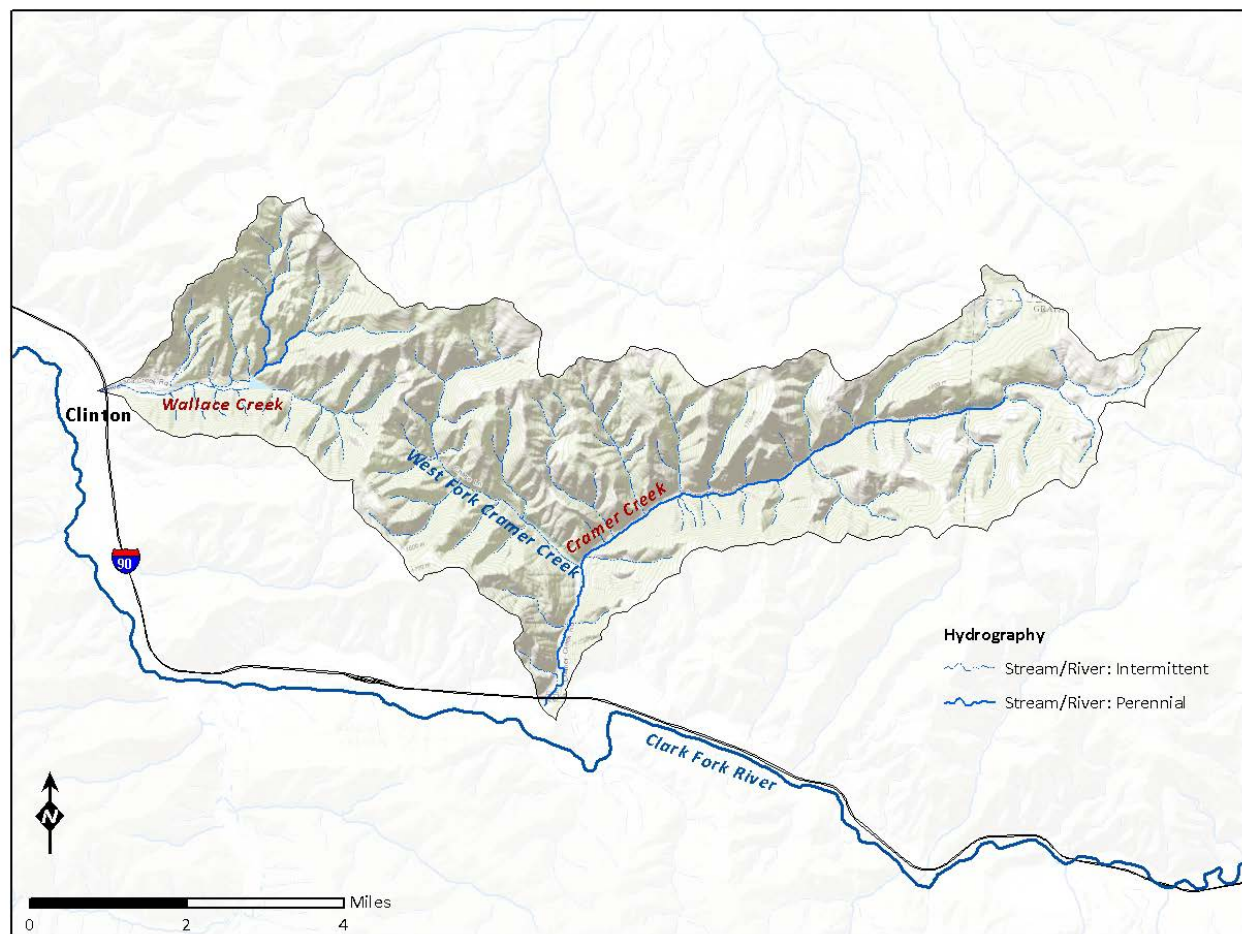 Wallace Creek
Clinton
West Fork Cramer Creek
Cramer Creek
90
Hydrography
Stream/River: Intermittent
Stream/River: Perennial
Clark Fork River
N
Miles
0 2 4